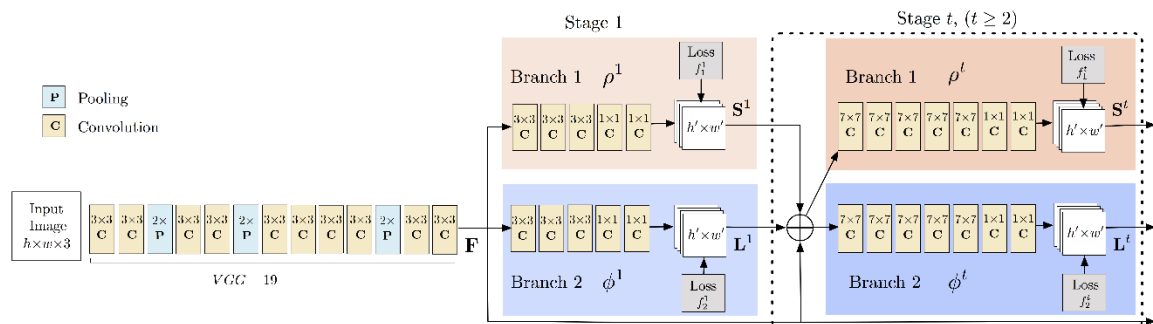 Stage 1
Stage t, (t ≥ 2)
Loss
f₁¹
Loss
f₁ᵗ
Branch 1 ρ¹
Branch 1 ρᵗ
P Pooling
C Convolution
3×3 C 3×3 C 3×3 C 1×1 C 1×1 C
h′×w′
S¹
7×7 C 7×7 C 7×7 C 7×7 C 7×7 C 1×1 C 1×1 C
h′×w′
Sᵗ
Input
Image
h×w×3
3×3 C 3×3 C 2× P 3×3 C 3×3 C 2× P 3×3 C 3×3 C 3×3 C 3×3 C 2× P 3×3 C 3×3 C
F
VGG 19
3×3 C 3×3 C 3×3 C 1×1 C 1×1 C
h′×w′
L¹
7×7 C 7×7 C 7×7 C 7×7 C 7×7 C 1×1 C 1×1 C
h′×w′
Lᵗ
Branch 2 ϕ¹
Loss
f₂¹
Branch 2 ϕᵗ
Loss
f₂ᵗ